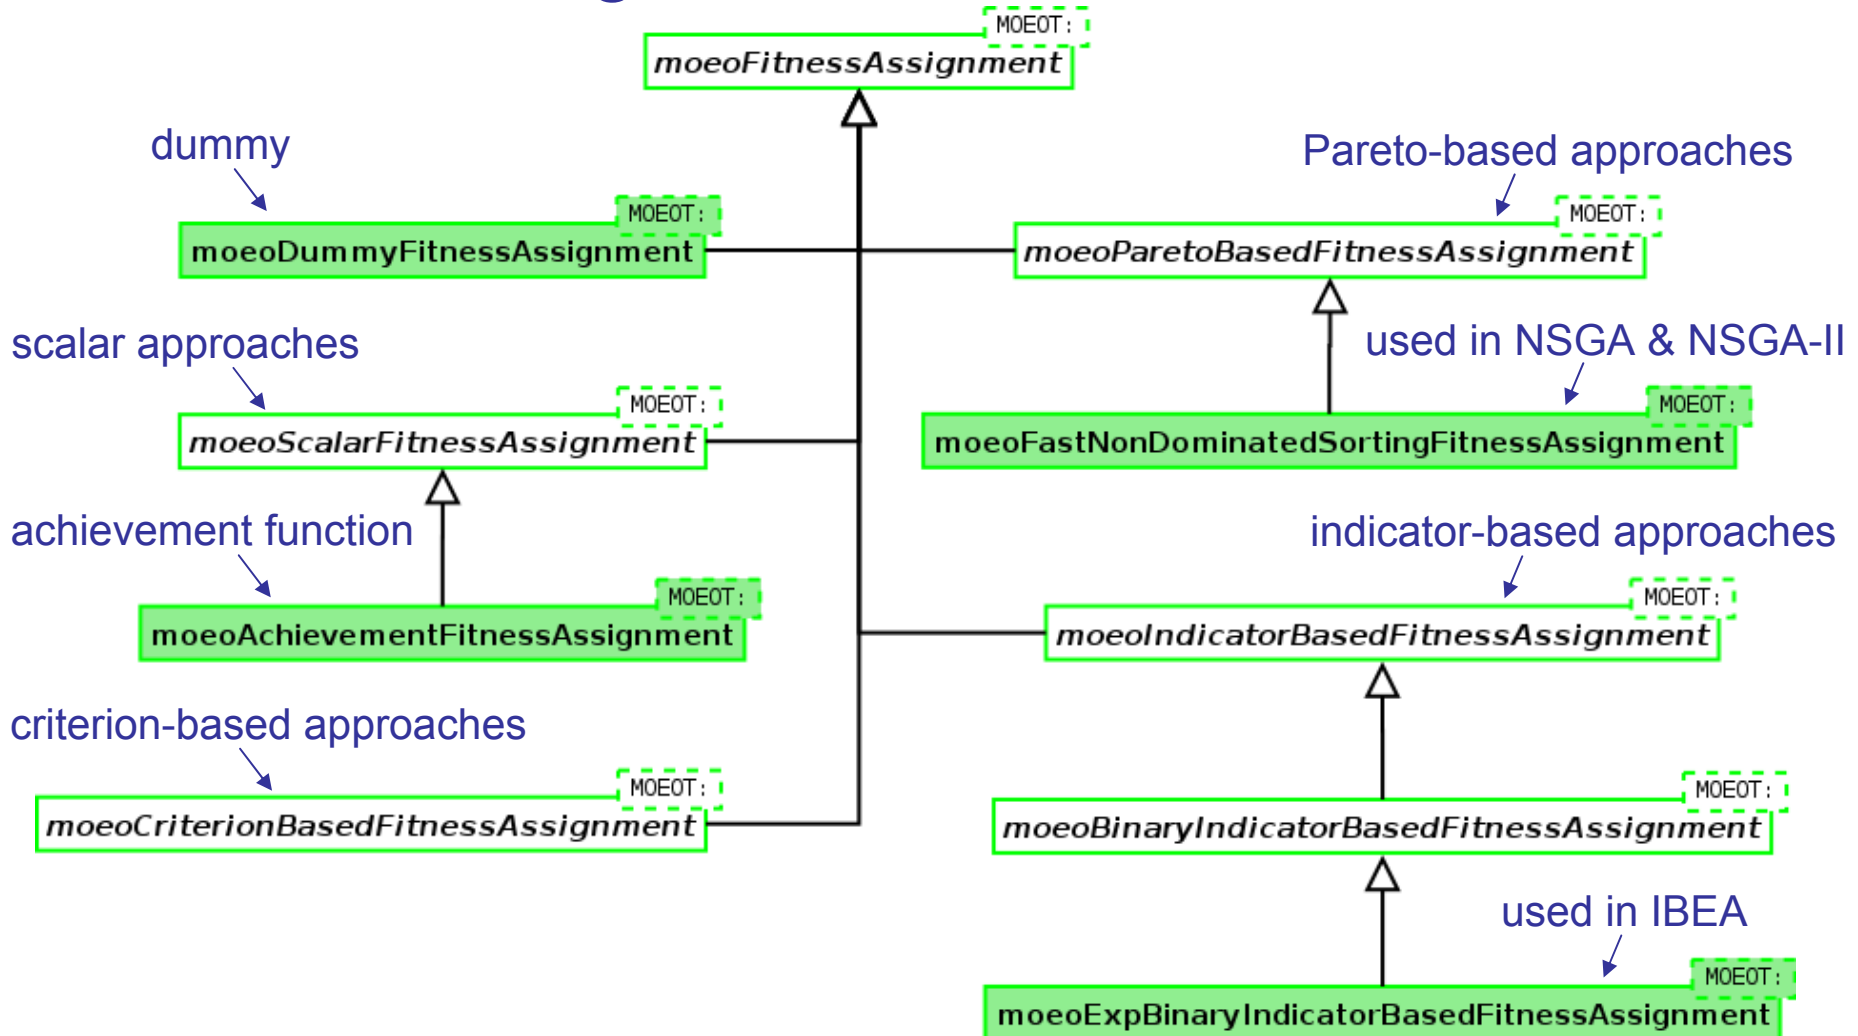 MOEOT:
moeoFitnessAssignment
dummy
Pareto-based approaches
MOEOT:
moeoDummyFitnessAssignment
MOEOT:
moeoParetoBasedFitnessAssignment
scalar approaches
used in NSGA & NSGA-II
MOEOT:
moeoScalarFitnessAssignment
MOEOT:
moeoFastNonDominatedSortingFitnessAssignment
achievement function
indicator-based approaches
MOEOT:
moeoAchievementFitnessAssignment
MOEOT:
moeoIndicatorBasedFitnessAssignment
criterion-based approaches
MOEOT:
moeoCriterionBasedFitnessAssignment
MOEOT:
moeoBinaryIndicatorBasedFitnessAssignment
used in IBEA
MOEOT:
moeoExpBinaryIndicatorBasedFitnessAssignment